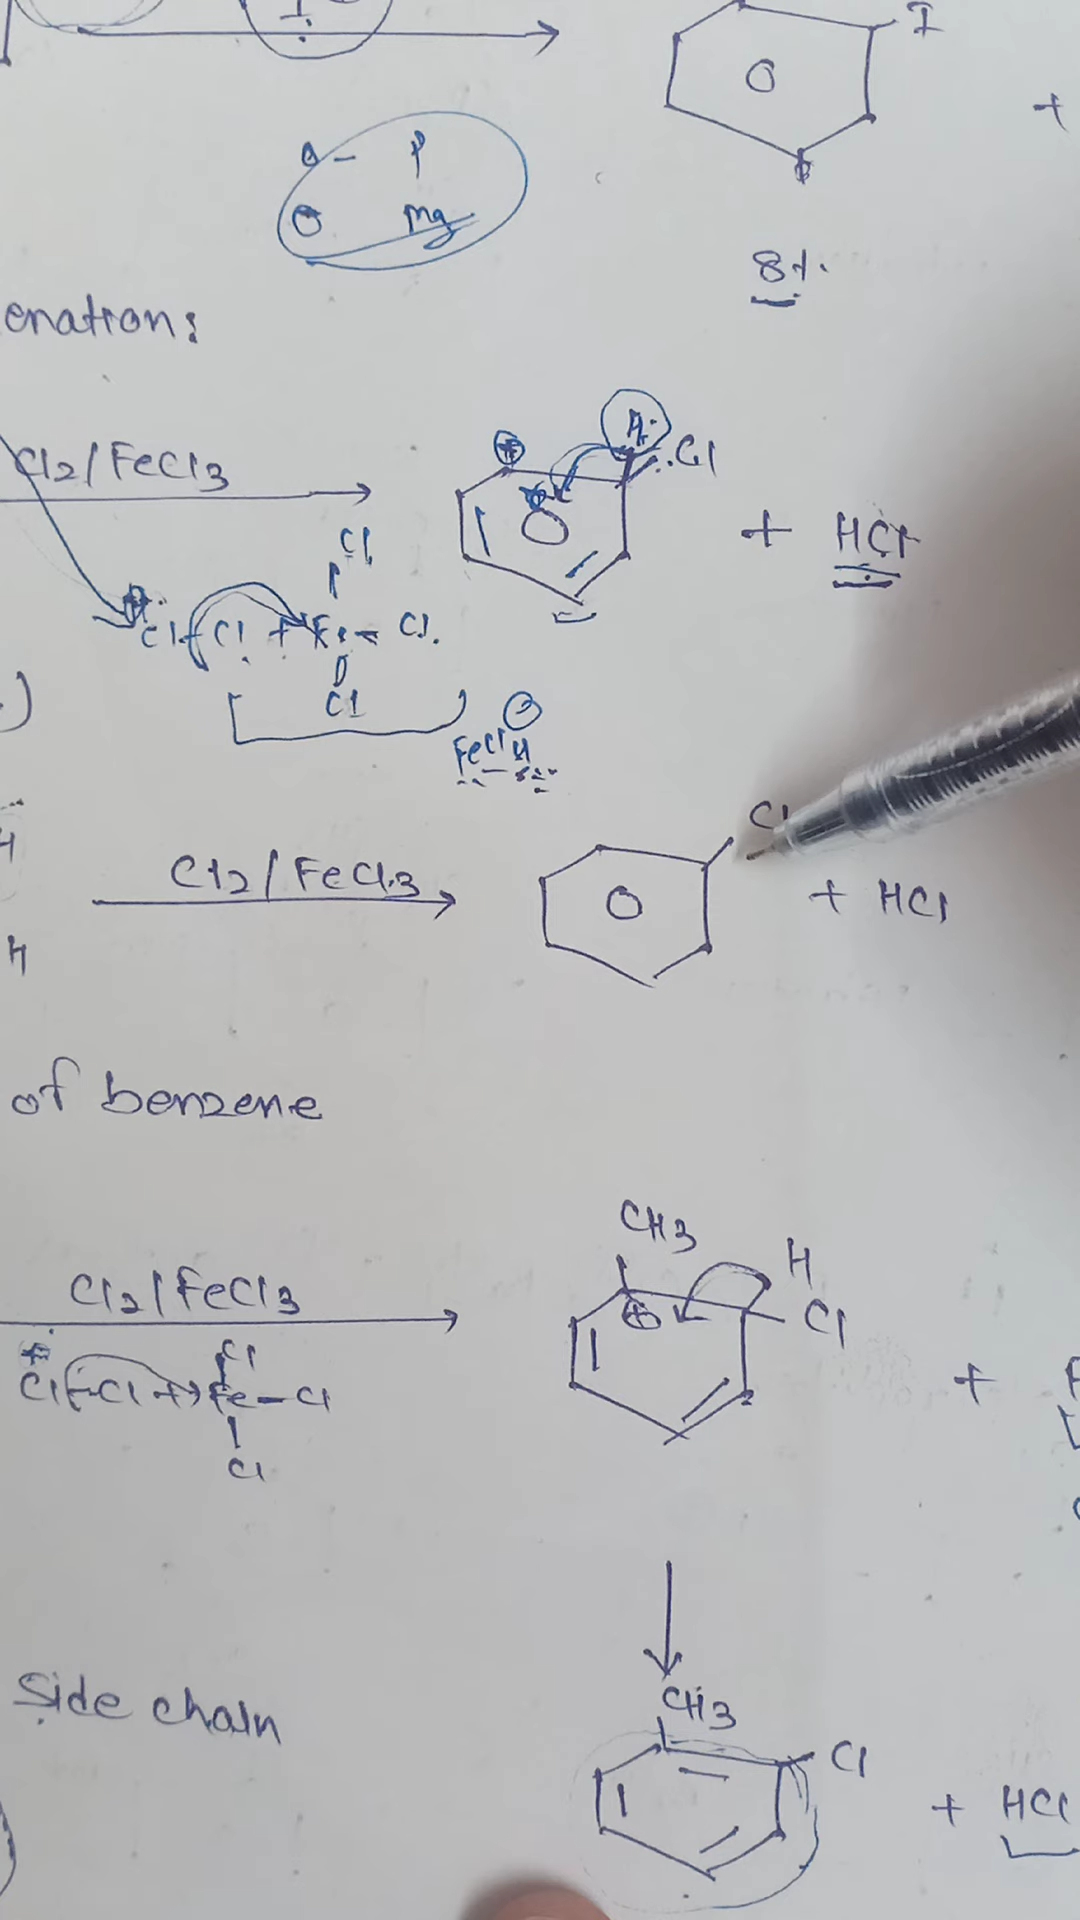 I
O
+
P
O Mg
8%
enation:
Cl2/FeCl3
H
Cl
+ HCl
Cl
Cl-Cl + Fe-Cl
Cl
FeCl4
Cl2/FeCl3
Cl
+ HCl
H
H
of benzene
CH3
H
Cl2/FeCl3
Cl
+
Cl
Cl-Cl + Fe-Cl
Cl
Side chain
CH3
Cl
+ HCl